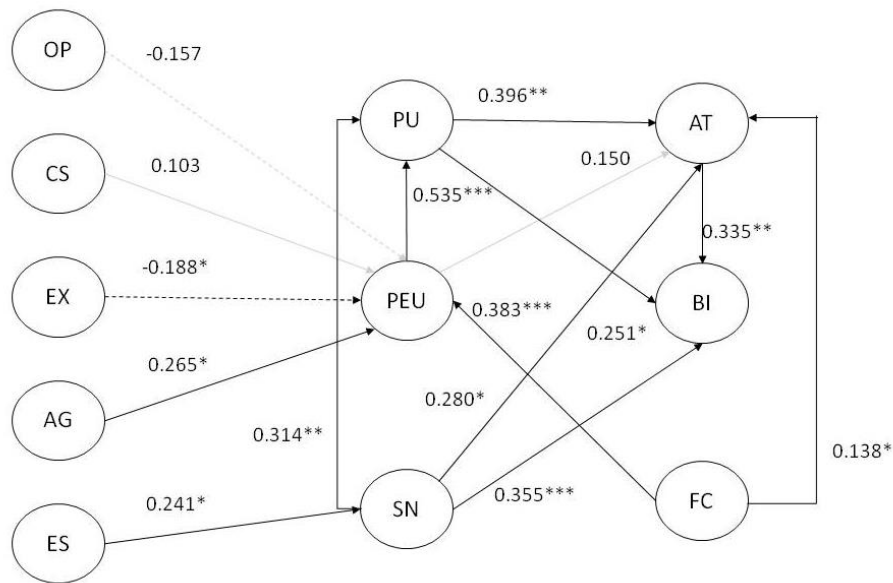 OP
-0.157
CS
0.103
EX
-0.188*
AG
0.265*
ES
0.241*
PU
0.396**
AT
0.535***
0.150
0.335**
PEU
0.383***
0.251*
BI
0.280*
0.314**
0.138*
SN
0.355***
FC